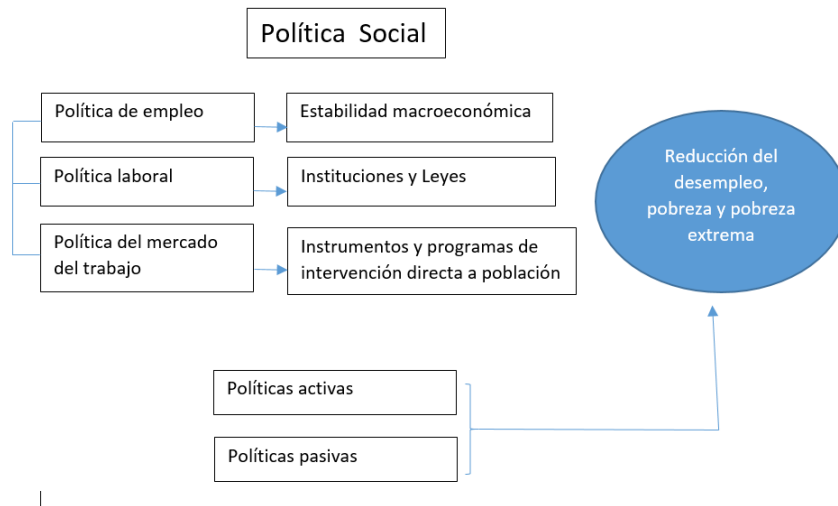 Política  Social
Política de empleo
Estabilidad macroeconómica
Política laboral
Instituciones y Leyes
Política del mercado
del trabajo
Instrumentos y programas de
intervención directa a población
Reducción del
desempleo,
pobreza y pobreza
extrema
Políticas activas
Políticas pasivas